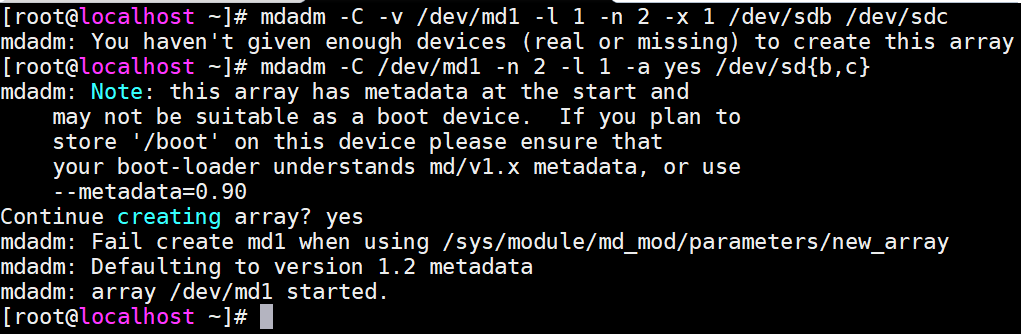 [root@localhost ~]# mdadm -C -v /dev/md1 -l 1 -n 2 -x 1 /dev/sdb /dev/sdc
mdadm: You haven't given enough devices (real or missing) to create this array
[root@localhost ~]# mdadm -C /dev/md1 -n 2 -l 1 -a yes /dev/sd{b,c}
mdadm: Note: this array has metadata at the start and
    may not be suitable as a boot device.  If you plan to
    store '/boot' on this device please ensure that
    your boot-loader understands md/v1.x metadata, or use
    --metadata=0.90
Continue creating array? yes
mdadm: Fail create md1 when using /sys/module/md_mod/parameters/new_array
mdadm: Defaulting to version 1.2 metadata
mdadm: array /dev/md1 started.
[root@localhost ~]#